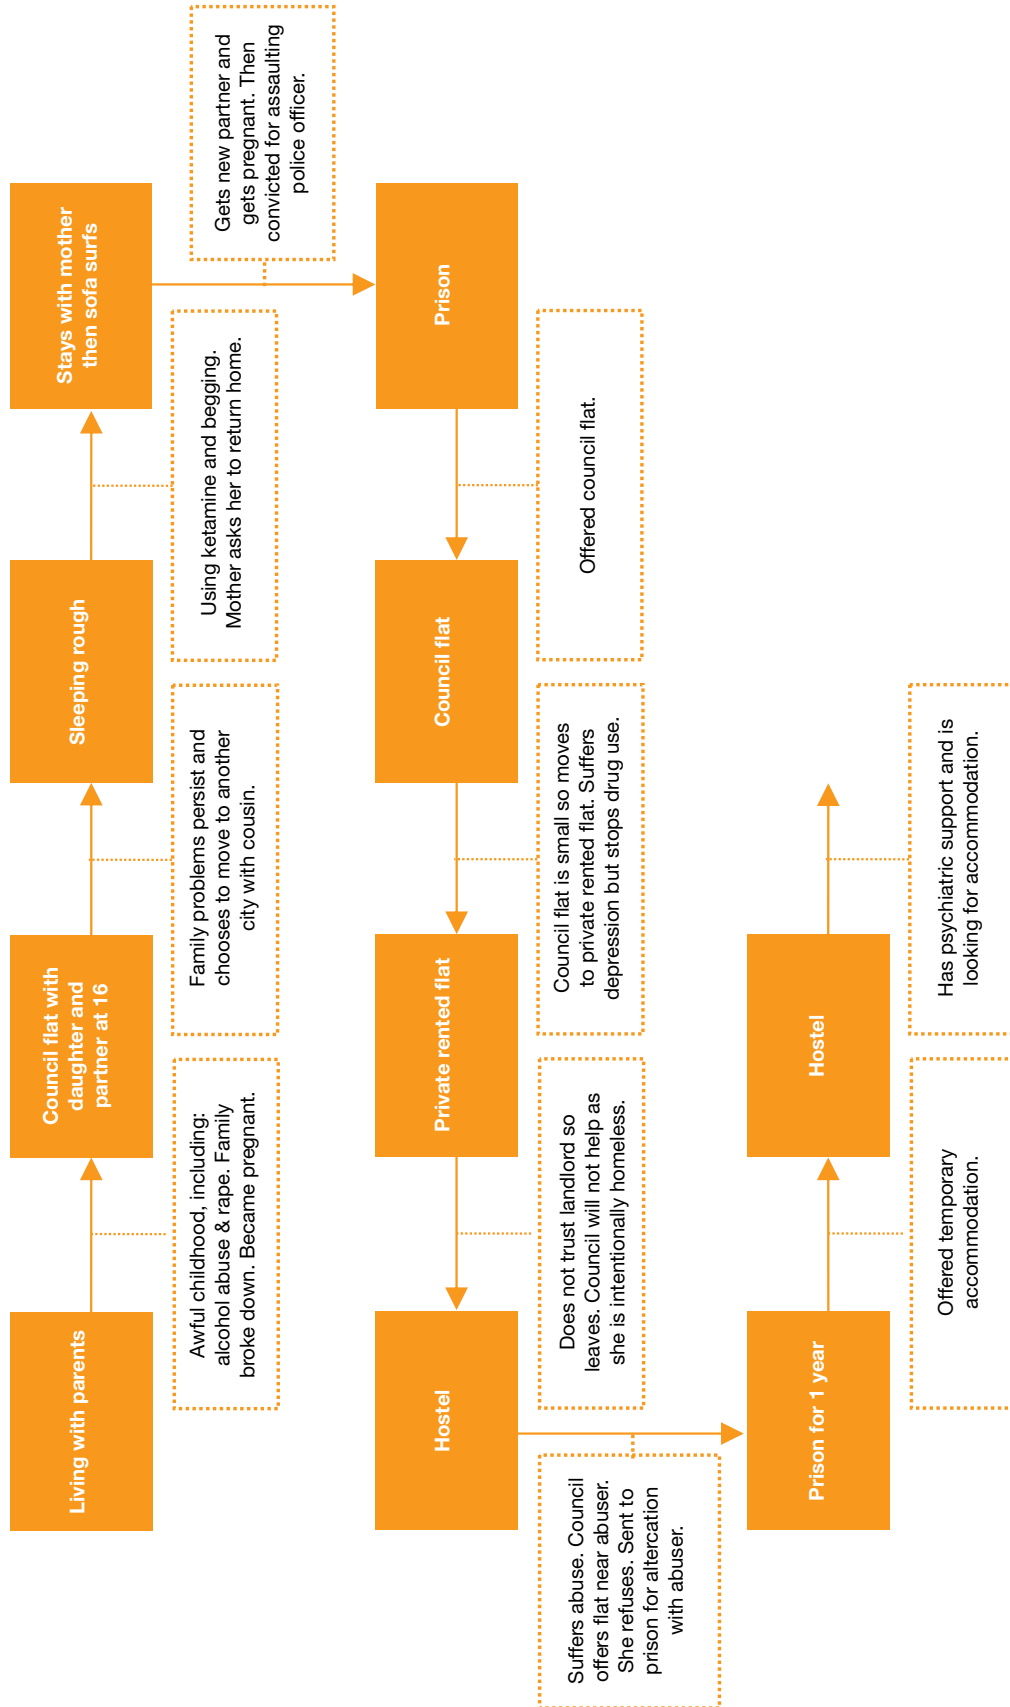 Living with parents
Awful childhood, including:
alcohol abuse & rape. Family
broke down. Became pregnant.
Council flat with
daughter and
partner at 16
Family problems persist and
chooses to move to another
city with cousin.
Sleeping rough
Using ketamine and begging.
Mother asks her to return home.
Stays with mother
then sofa surfs
Gets new partner and
gets pregnant. Then
convicted for assaulting
police officer.
Prison
Offered council flat.
Council flat
Council flat is small so moves
to private rented flat. Suffers
depression but stops drug use.
Private rented flat
Does not trust landlord so
leaves. Council will not help as
she is intentionally homeless.
Hostel
Suffers abuse. Council
offers flat near abuser.
She refuses. Sent to
prison for altercation
with abuser.
Prison for 1 year
Offered temporary
accommodation.
Hostel
Has psychiatric support and is
looking for accommodation.